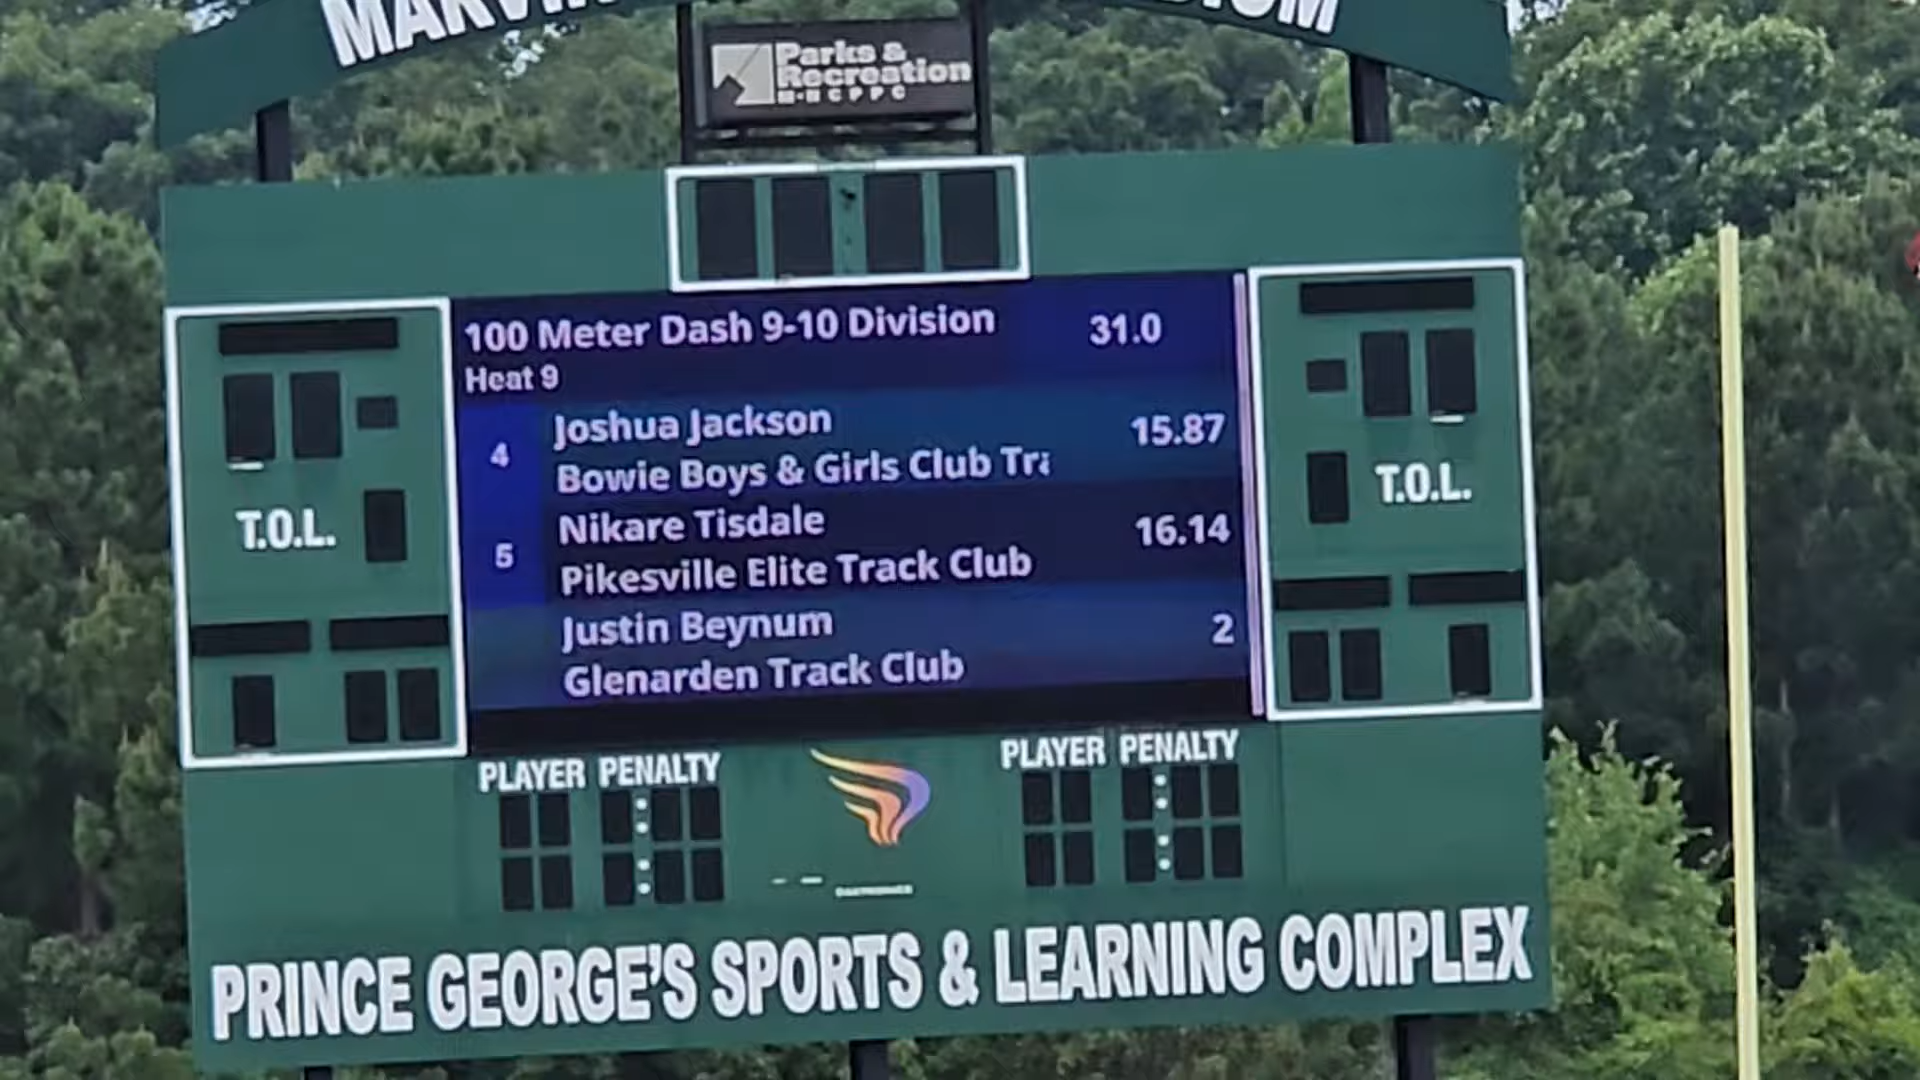 Parks &
Recreation
M-NCPPC
100 Meter Dash 9-10 Division 31.0
Heat 9
4 Joshua Jackson 15.87
Bowie Boys & Girls Club Tra
5 Nikare Tisdale 16.14
Pikesville Elite Track Club
Justin Beynum 2
Glenarden Track Club
T.O.L.
T.O.L.
PLAYER PENALTY
PLAYER PENALTY
DAKTRONICS
PRINCE GEORGE'S SPORTS & LEARNING COMPLEX